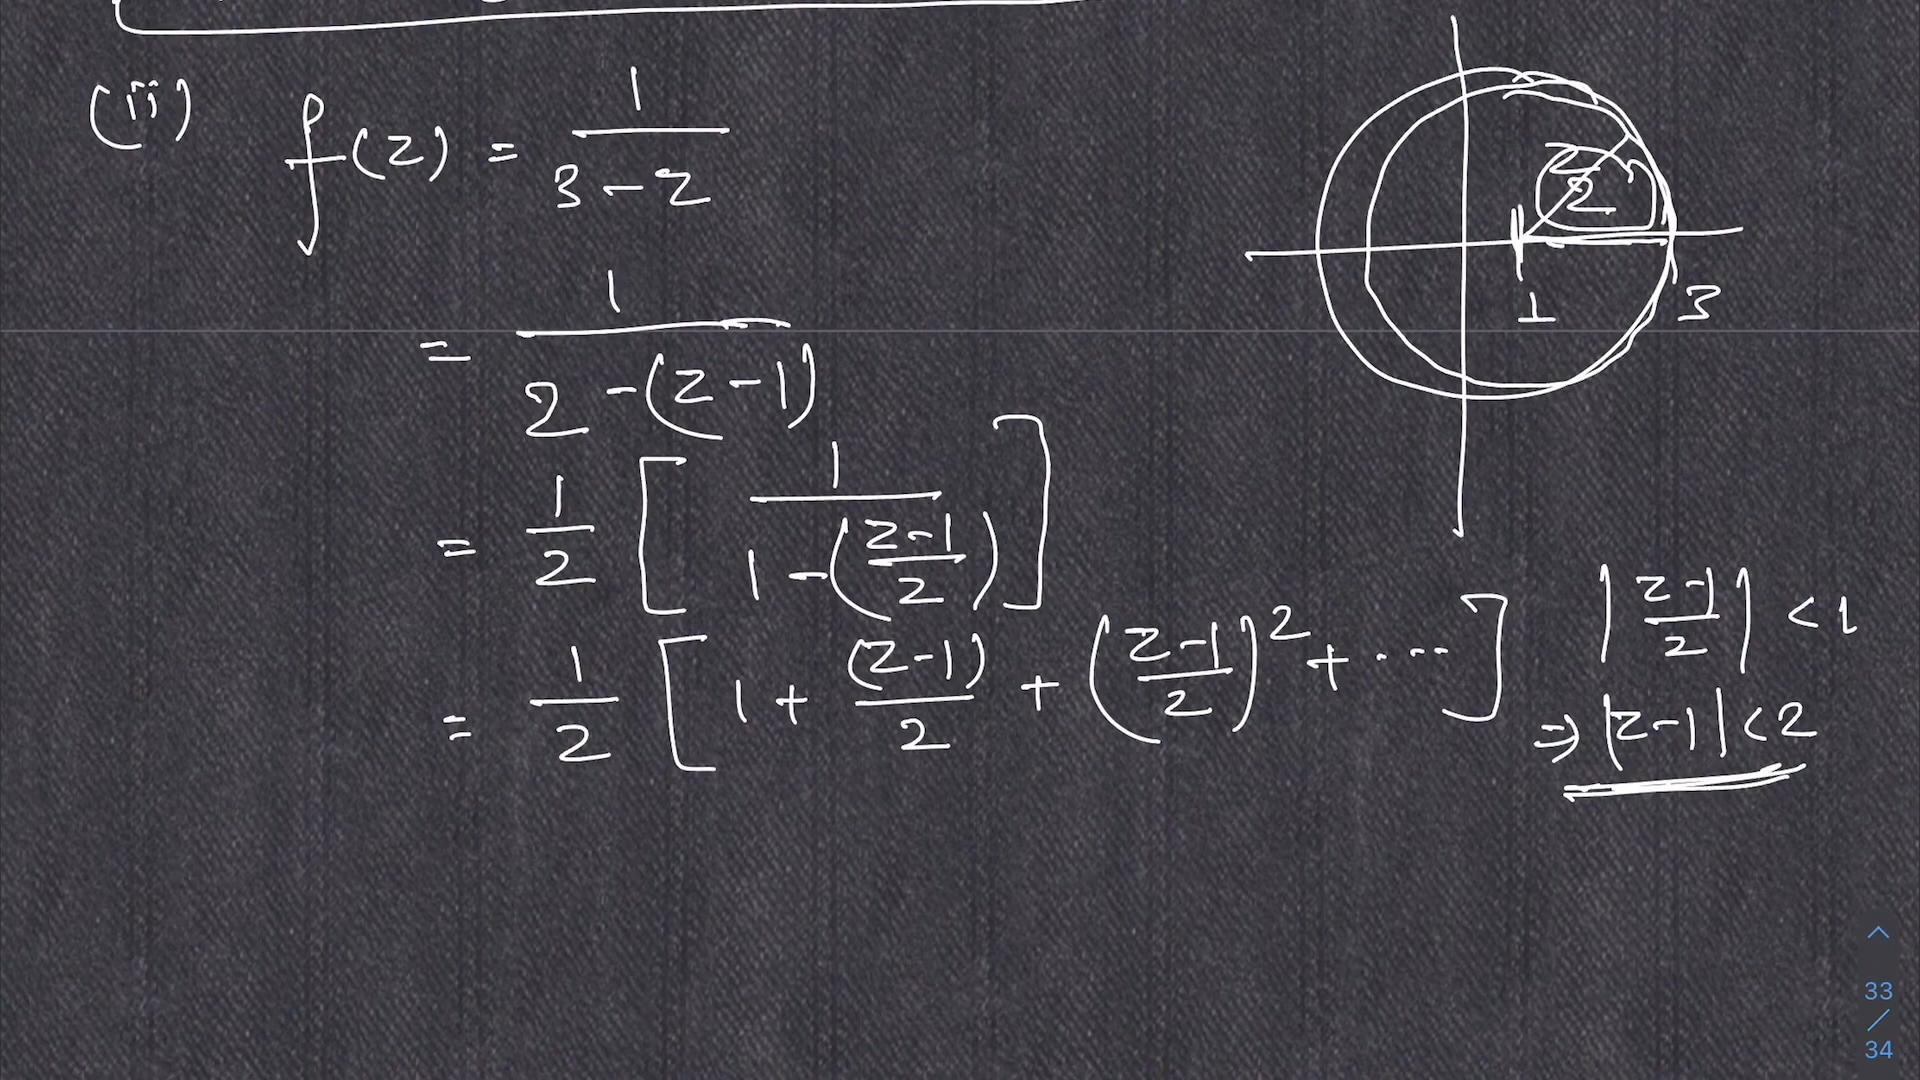 (ii) f(z) = 1/(3-z)
= 1/(2-(z-1))
= 1/2 [ 1/(1-((z-1)/2)) ]
= 1/2 [ 1 + (z-1)/2 + ((z-1)/2)^2 + ... ]
|(z-1)/2| < 1
⇒ |z-1| < 2
2
1
3
33
/
34